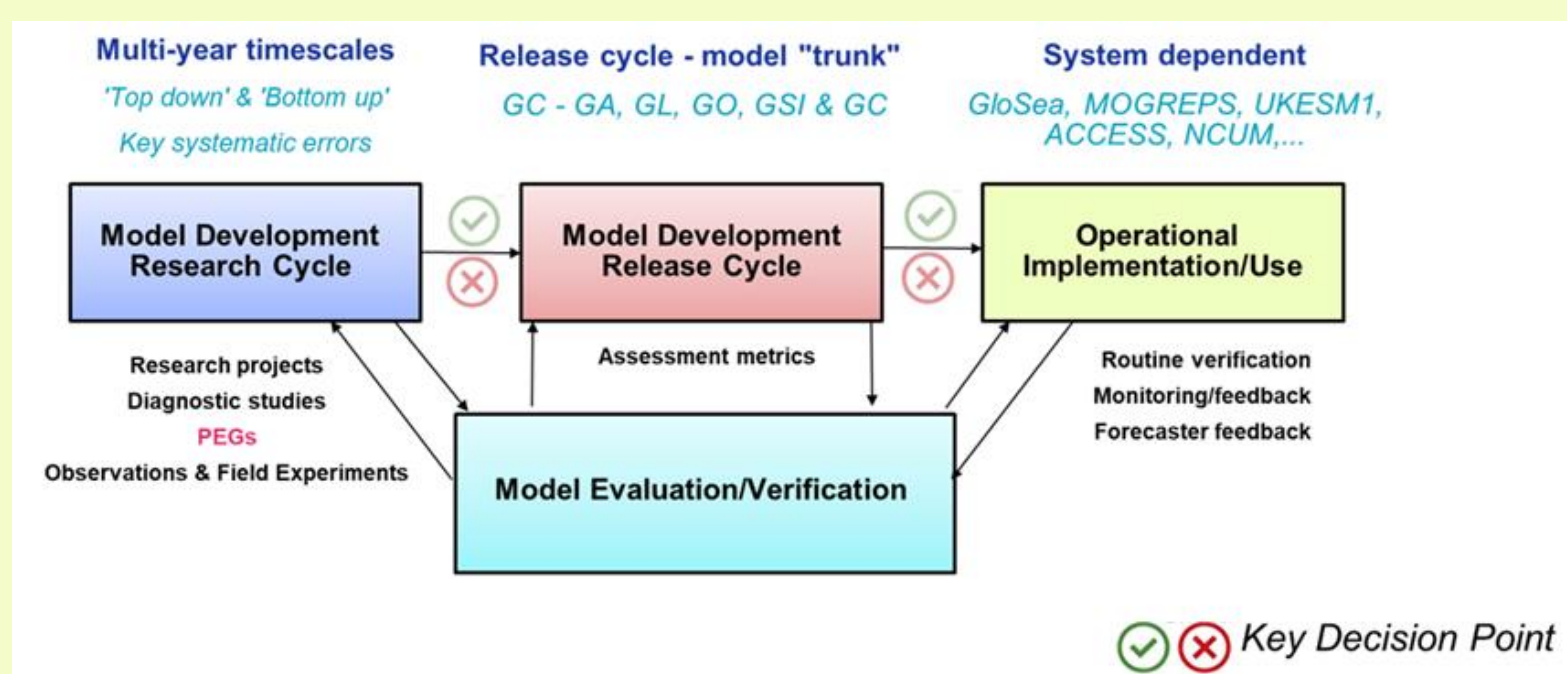 Multi-year timescales
'Top down' & 'Bottom up'
Key systematic errors
Release cycle - model "trunk"
GC - GA, GL, GO, GSI & GC
System dependent
GloSea, MOGREPS, UKESM1,
ACCESS, NCUM,...
Model Development
Research Cycle
Model Development
Release Cycle
Operational
Implementation/Use
Research projects
Diagnostic studies
PEGs
Observations & Field Experiments
Assessment metrics
Routine verification
Monitoring/feedback
Forecaster feedback
Model Evaluation/Verification
Key Decision Point